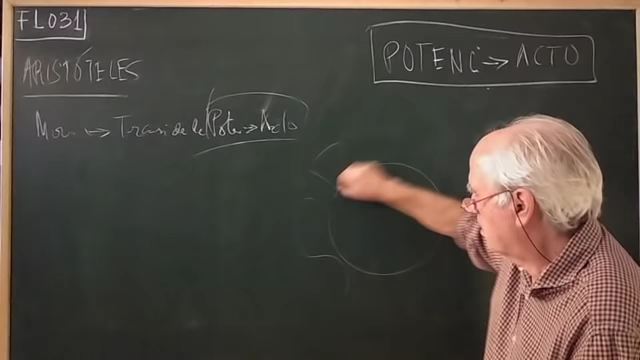 FL031
ARISTÓTELES
POTENC → ACTO
Mov → Transi de la Poten → Acto